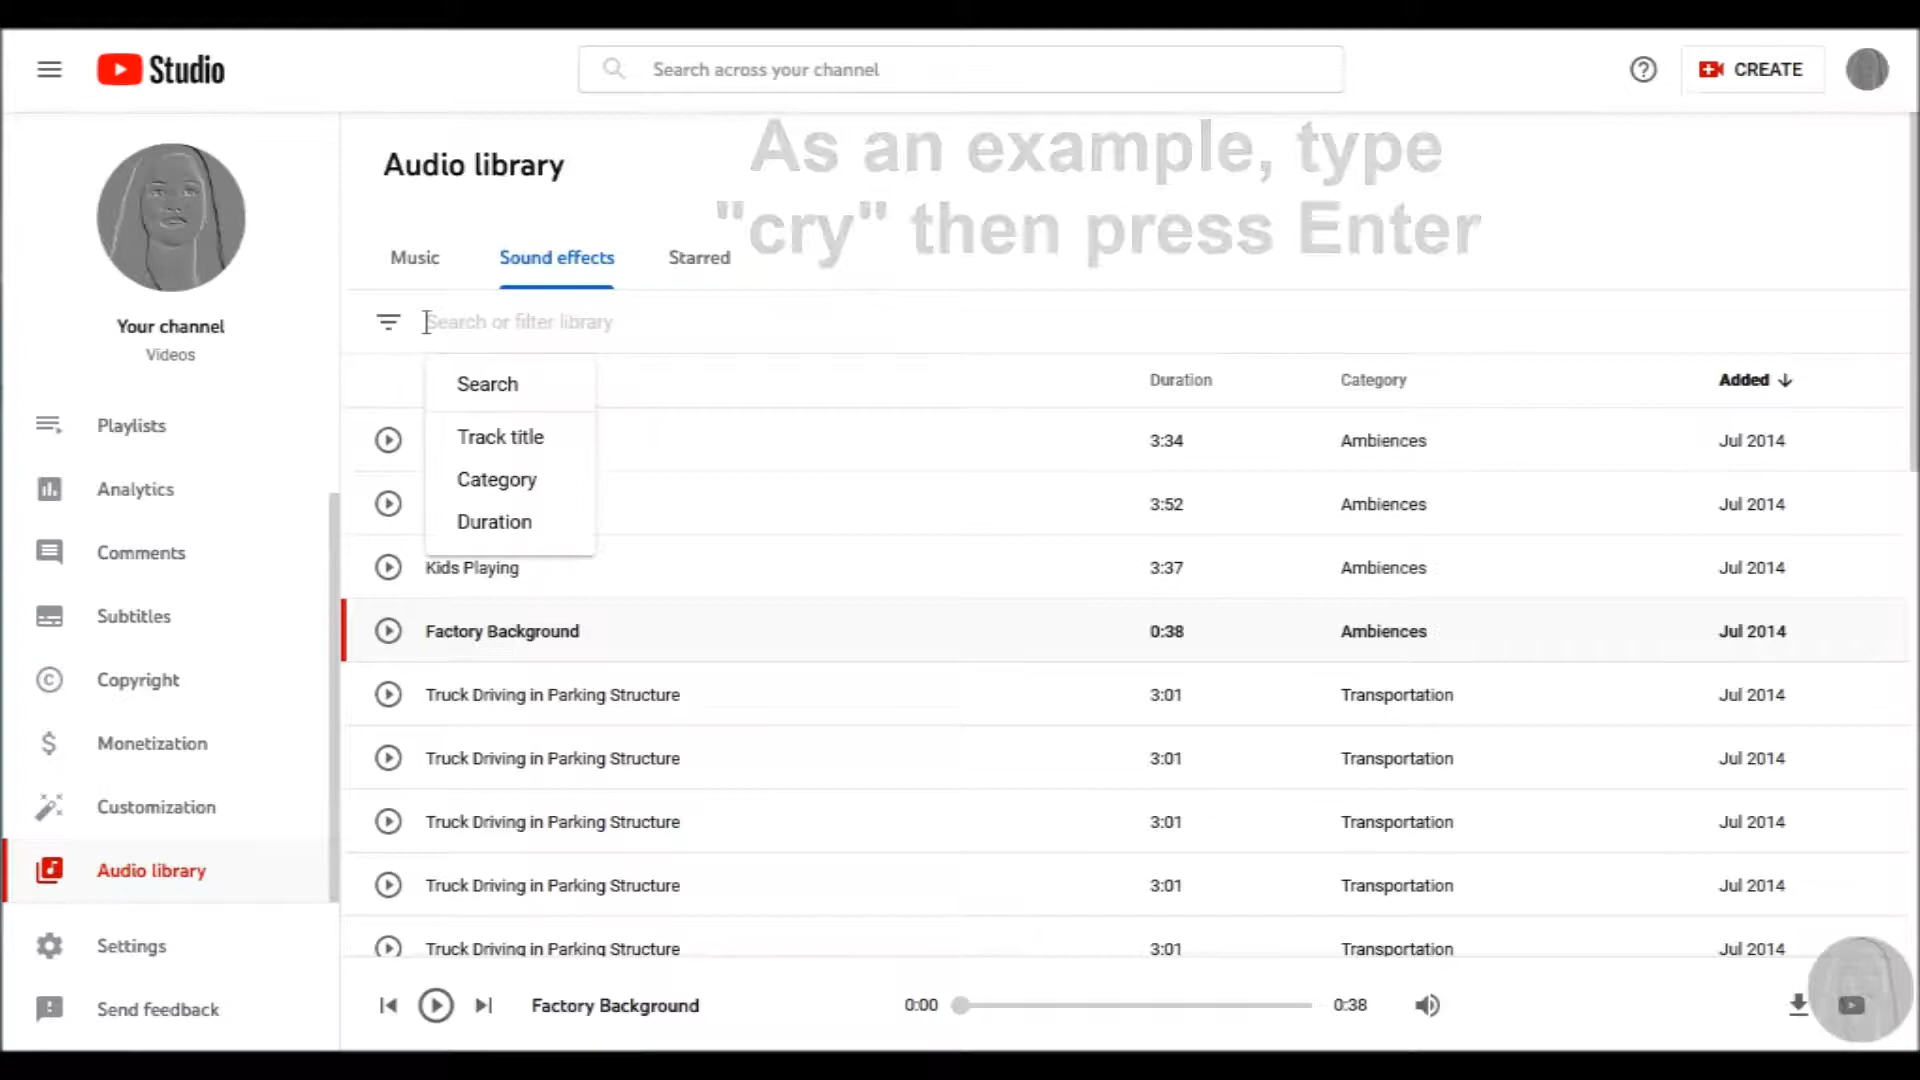 Studio
Search across your channel
CREATE
As an example, type
"cry" then press Enter
Audio library
Music
Sound effects
Starred
Your channel
Videos
Search or filter library
Search
Track title
Category
Duration
Duration
Category
Added
3:34
Ambiences
Jul 2014
3:52
Ambiences
Jul 2014
Kids Playing
3:37
Ambiences
Jul 2014
Factory Background
0:38
Ambiences
Jul 2014
Truck Driving in Parking Structure
3:01
Transportation
Jul 2014
Truck Driving in Parking Structure
3:01
Transportation
Jul 2014
Truck Driving in Parking Structure
3:01
Transportation
Jul 2014
Truck Driving in Parking Structure
3:01
Transportation
Jul 2014
Truck Driving in Parking Structure
3:01
Transportation
Jul 2014
Playlists
Analytics
Comments
Subtitles
Copyright
Monetization
Customization
Audio library
Settings
Send feedback
Factory Background
0:00
0:38